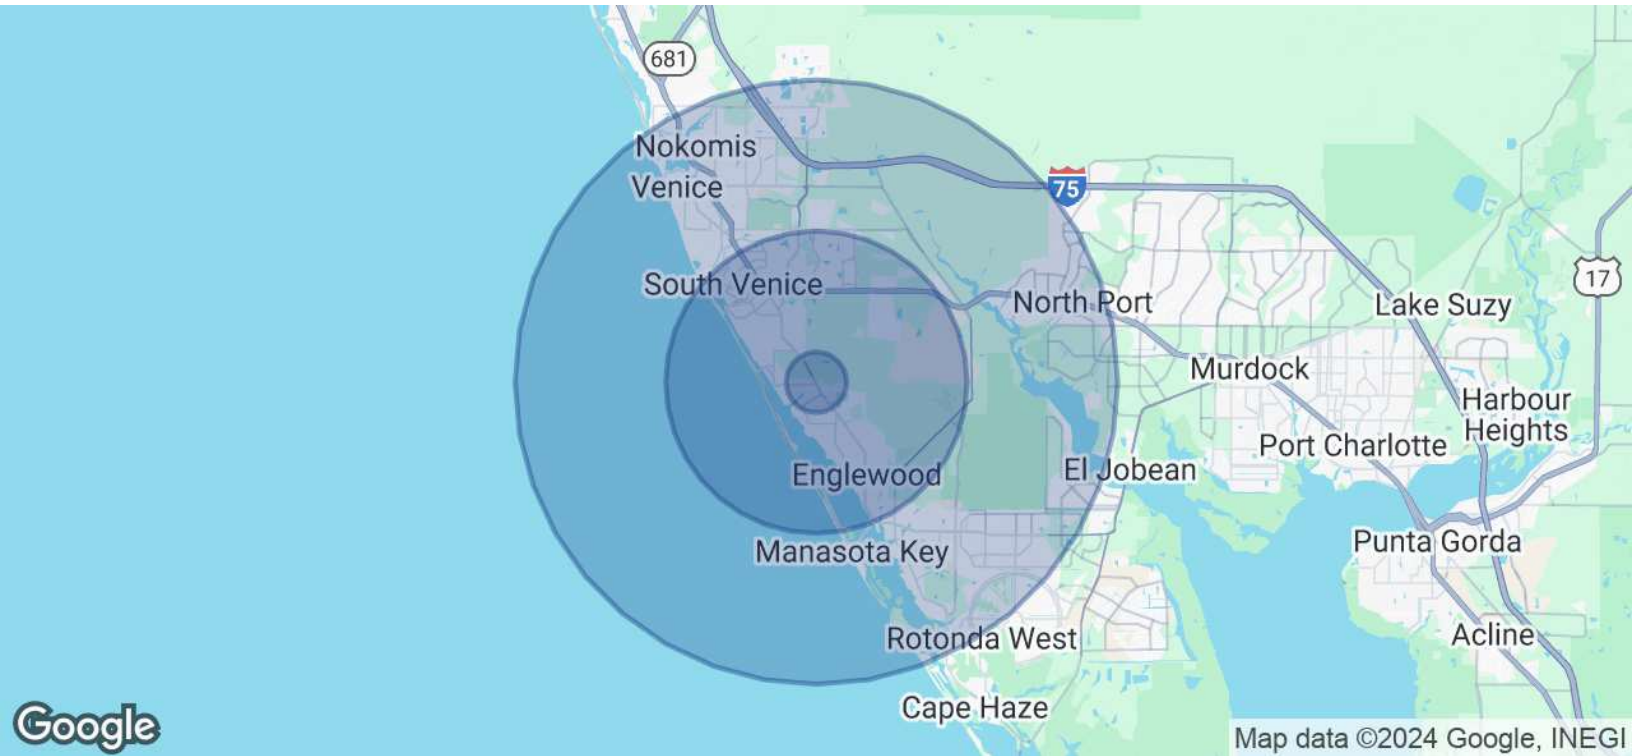 681
Nokomis
Venice
75
South Venice
17
North Port
Lake Suzy
Murdock
Harbour
Heights
Port Charlotte
El Jobean
Englewood
Punta Gorda
Manasota Key
Acline
Rotonda West
Cape Haze
Google
Map data ©2024 Google, INEGI